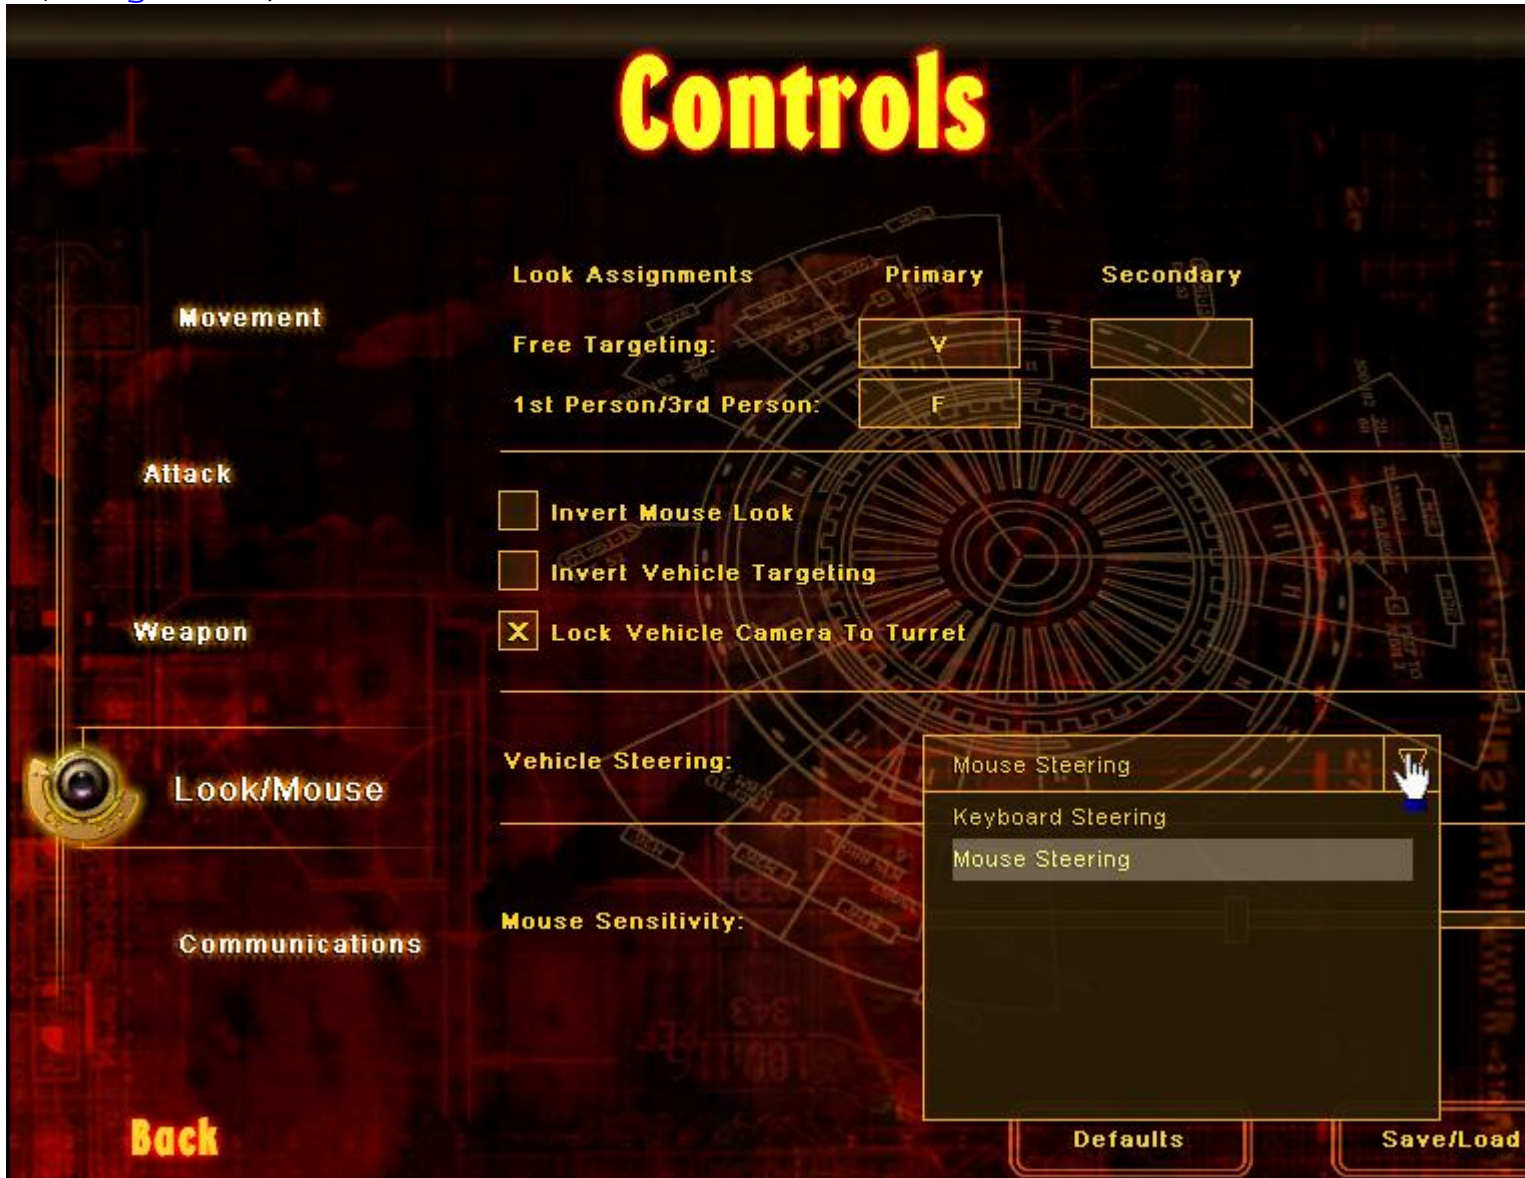 Controls
Movement
Attack
Weapon
Look/Mouse
Communications
Look Assignments Primary Secondary
Free Targeting: V
1st Person/3rd Person: F
Invert Mouse Look
Invert Vehicle Targeting
X Lock Vehicle Camera To Turret
Vehicle Steering: Mouse Steering
Keyboard Steering
Mouse Steering
Mouse Sensitivity:
Back
Defaults
Save/Load